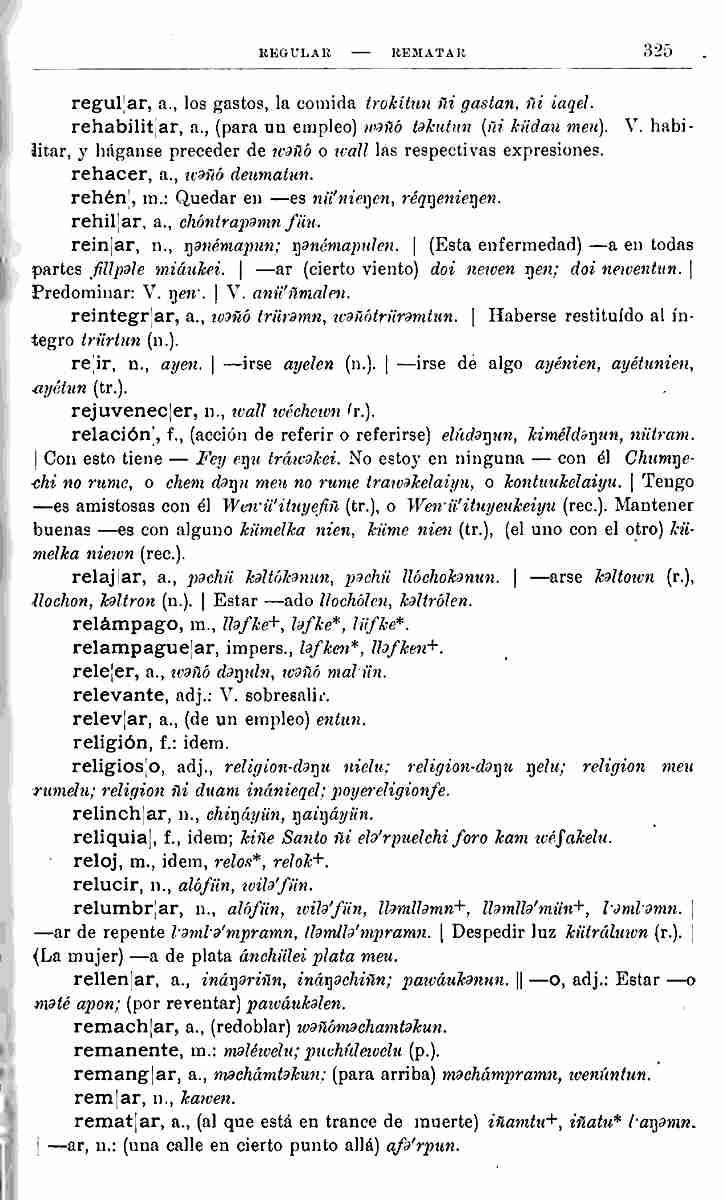 REGULAR — REMATAR 325
regul|ar, a., los gastos, la comida trokitun ñi gastan, ñi iaqel.
rehabilit|ar, a., (para un empleo) wəñó təkutun (ñi küdau meu). V. habi-
litar, y háganse preceder de wəñó o wall las respectivas expresiones.
rehacer, a., wəñó deumatun.
rehén|, m.: Quedar en —es nü'nieŋen, réqŋenieŋen.
rehil|ar, a., chóntrapəmn füu.
rein|ar, n., ŋənémapun; ŋənémapulen. | (Esta enfermedad) —a en todas
partes fillpəle miáukei. | —ar (cierto viento) doi newen ŋen; doi newentun. |
Predominar: V. ŋen·. | V. anü'ñmalen.
reintegr|ar, a., wəñó trürəmn, wəñótrürəmtun. | Haberse restituído al ín-
tegro trürtun (n.).
re|ir, n., ayen. | —irse ayelen (n.). | —irse de algo ayénien, ayétunien,
ayétun (tr.).
rejuvenec|er, n., wall wéchewn (r.).
relación|, f., (acción de referir o referirse) elúdəŋun, kiméldəŋun, nütram.
| Con esto tiene — Fey eŋu tráwəkei. No estoy en ninguna — con él Chumŋe-
chi no rume, o chem dəŋu meu no rume trawəkelaiyu, o kontuukelaiyu. | Tengo
—es amistosas con él Wen·ü'ituyefiñ (tr.), o Wen·ü'ituyeukeiyu (rec.). Mantener
buenas —es con alguno kümelka nien, küme nien (tr.), (el uno con el otro) kü-
melka niewn (rec.).
relaj|ar, a., pəchü kəltókənun, pəchü llóchokənun. | —arse kəltown (r.),
llochon, kəltron (n.). | Estar —ado llochólen, kəltrólen.
relámpago, m., lləfke+, ləfke*, lüfke*.
relampague|ar, impers., ləfken*, lləfken+.
rele|er, a., wəñó dəŋuln, wəñó mal·ün.
relevante, adj.: V. sobresalir.
relev|ar, a., (de un empleo) entun.
religión, f.: idem.
religios|o, adj., religion-dəŋu nielu; religion-dəŋu ŋelu; religion meu
rumelu; religion ñi duam inánieqel; poyereligionfe.
relinch|ar, n., chiŋáyün, ŋaiŋáyün.
reliquia|, f., idem; kiñe Santo ñi elə'rpuelchi foro kam wéʃakelu.
reloj, m., idem, relos*, relok+.
relucir, n., alófün, wilə'fün.
relumbr|ar, n., alófün, wilə'fün, lləmlləmn+, lləmllə'mün+, l·əml·əmn. |
—ar de repente l·əml·ə'mpramn, lləmllə'mpramn. | Despedir luz kütráluwn (r.). |
(La mujer) —a de plata ánchülei plata meu.
rellen|ar, a., ináŋəriñn, ináŋəchiñn; pawáukənun. || —o, adj.: Estar —o
məté apon; (por reventar) pawáukəlen.
remach|ar, a., (redoblar) wəñóməchamtəkun.
remanente, m.: məléwelu; puchúlewelu (p.).
remang|ar, a., məchámtəkun; (para arriba) məchámpramn, wenúntun.
rem|ar, n., kawen.
remat|ar, a., (al que está en trance de muerte) iñamtu+, iñatu* l·aŋəmn.
| —ar, n.: (una calle en cierto punto allá) afə'rpun.